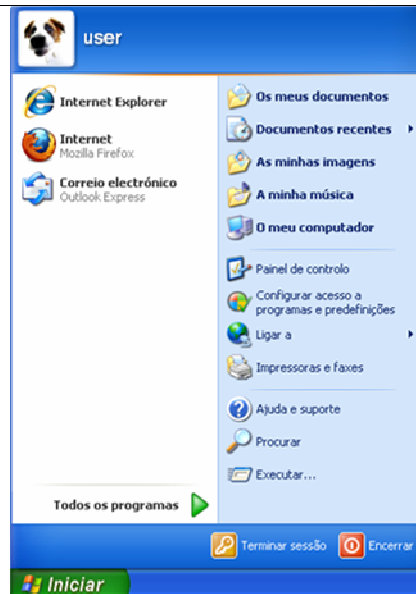 user
Internet Explorer
Internet
Mozilla Firefox
Correio electrónico
Outlook Express
Todos os programas
Os meus documentos
Documentos recentes
As minhas imagens
A minha música
O meu computador
Painel de controlo
Configurar acesso a
programas e predefinições
Ligar a
Impressoras e faxes
Ajuda e suporte
Procurar
Executar...
Terminar sessão
Encerrar
Iniciar